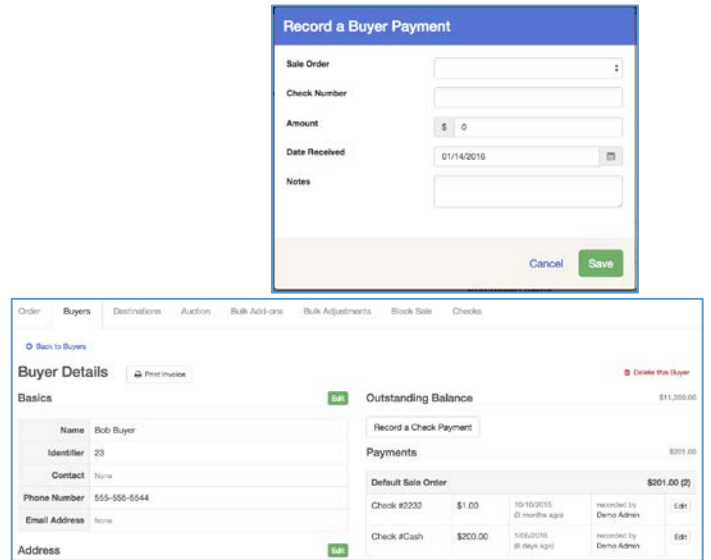 Record a Buyer Payment
Sale Order
Check Number
Amount
$ 0
Date Received
01/14/2016
Notes
Cancel Save
Order Buyers Destinations Auction Bulk Add-ons Bulk Adjustments Block Sale Checks
Back to Buyers
Buyer Details Print Invoice Delete this Buyer
Basics Edit
Name Bob Buyer
Identifier 23
Contact None
Phone Number 555-555-5544
Email Address None
Address Edit
Outstanding Balance
Record a Check Payment
Payments $201.00
Default Sale Order $201.00 (2)
Check #2232 $1.00 10/16/2015 recorded by Edit
(3 months ago) Demo Admin
Check #Cash $200.00 1/06/2016 recorded by Edit
(8 days ago) Demo Admin